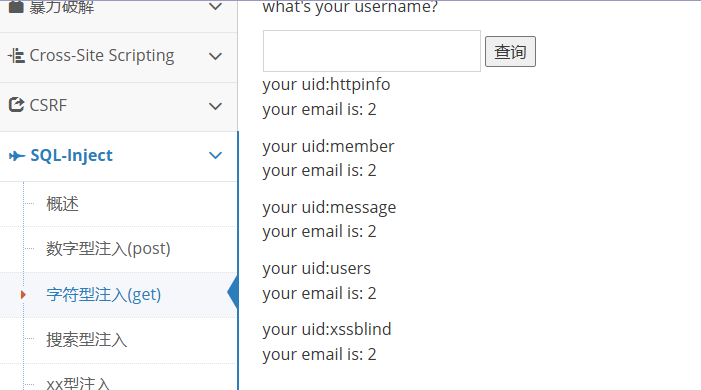 暴力破解
Cross-Site Scripting
CSRF
SQL-Inject
概述
数字型注入(post)
字符型注入(get)
搜索型注入
xx型注入
what's your username?
查询
your uid:httpinfo
your email is: 2
your uid:member
your email is: 2
your uid:message
your email is: 2
your uid:users
your email is: 2
your uid:xssblind
your email is: 2